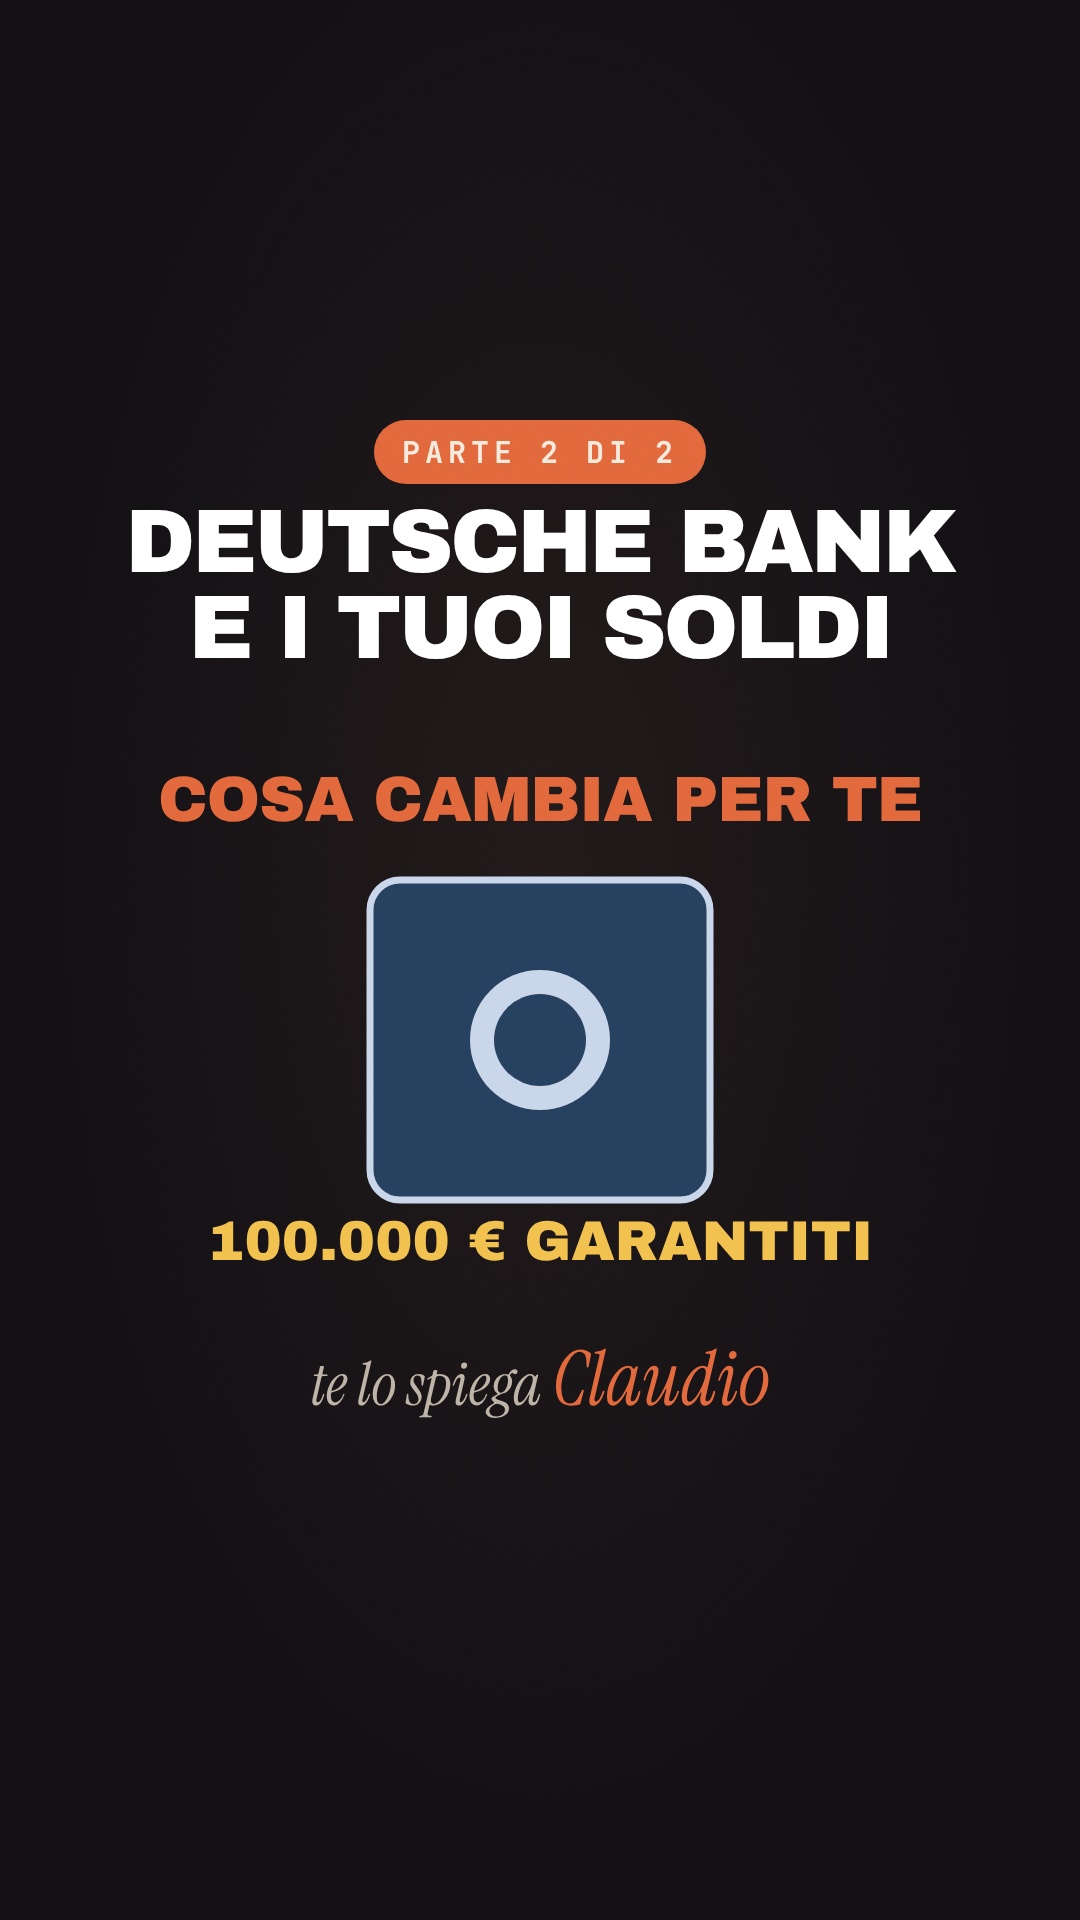 PARTE 2 DI 2
DEUTSCHE BANK
E I TUOI SOLDI
COSA CAMBIA PER TE
100.000 € GARANTITI
te lo spiega Claudio